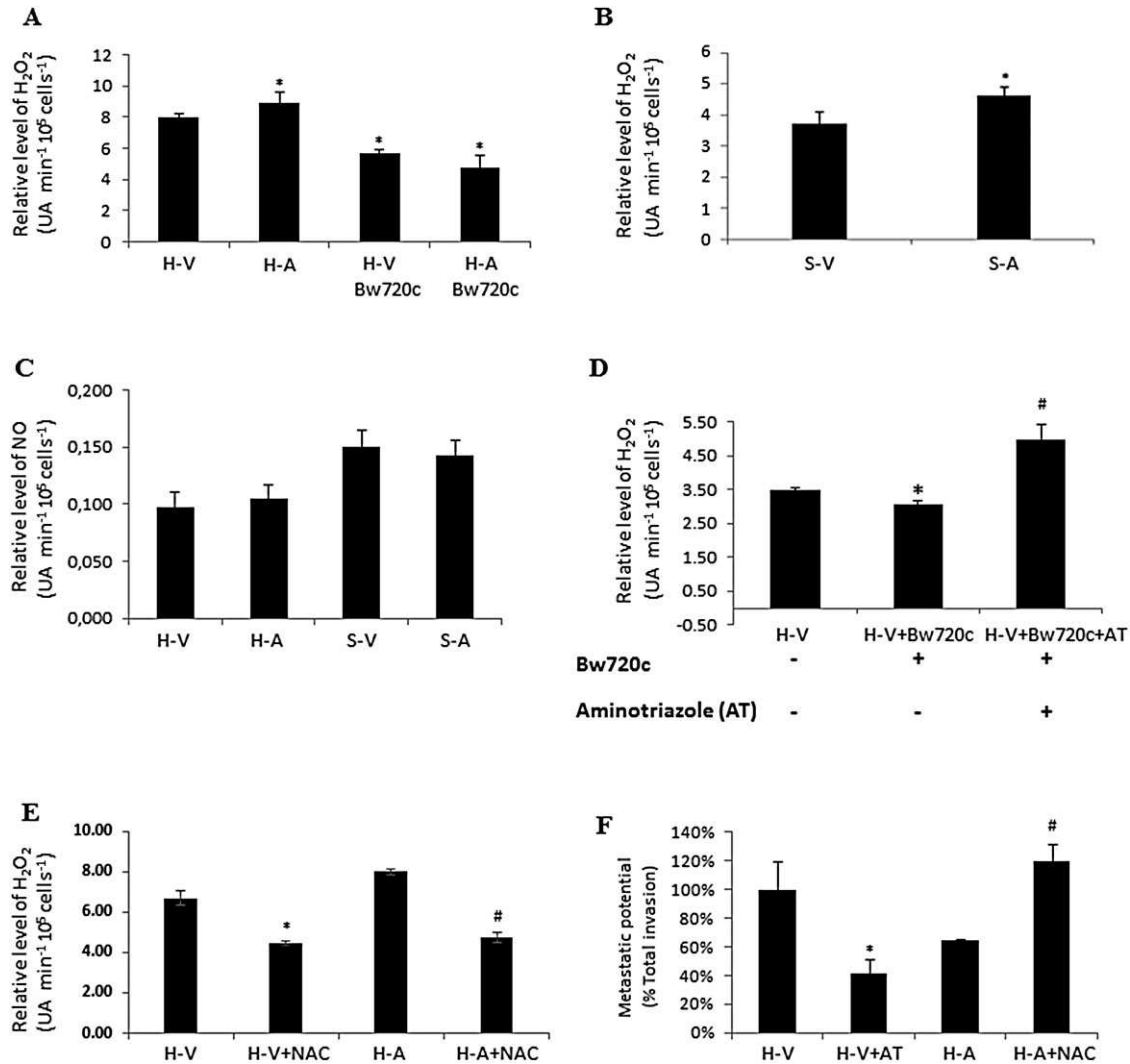 A
Relative level of H₂O₂
(UA min⁻¹ 10⁵ cells⁻¹)
12
10
8
6
4
2
0
*
*
*
H-V
H-A
H-V
Bw720c
H-A
Bw720c
B
Relative level of H₂O₂
(UA min⁻¹ 10⁵ cells⁻¹)
6
5
4
3
2
1
0
*
S-V
S-A
C
Relative level of NO
(UA min⁻¹ 10⁵ cells⁻¹)
0,200
0,150
0,100
0,050
0,000
H-V
H-A
S-V
S-A
D
Relative level of H₂O₂
(UA min⁻¹ 10⁵ cells⁻¹)
5.50
3.50
1.50
-0.50
*
#
H-V
H-V+Bw720c
H-V+Bw720c+AT
Bw720c - + +
Aminotriazole (AT) - - +
E
Relative level of H₂O₂
(UA min⁻¹ 10⁵ cells⁻¹)
10.00
8.00
6.00
4.00
2.00
0.00
*
#
H-V
H-V+NAC
H-A
H-A+NAC
F
Metastatic potential
(% Total invasion)
140%
120%
100%
80%
60%
40%
20%
0%
*
#
H-V
H-V+AT
H-A
H-A+NAC